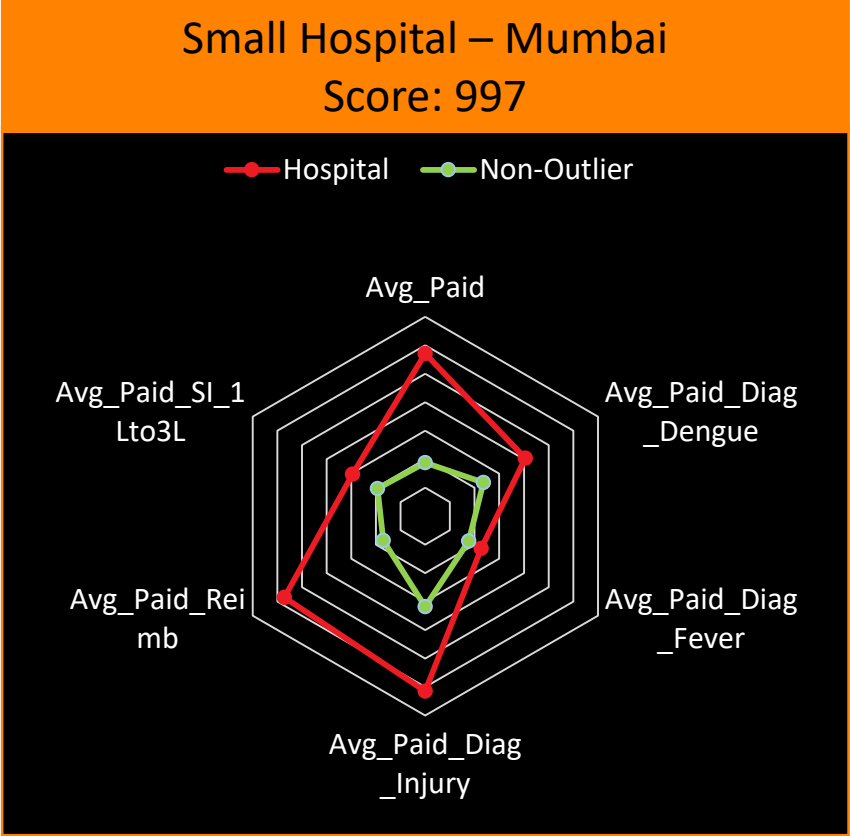 Small Hospital – Mumbai
Score: 997
Hospital
Non-Outlier
Avg_Paid
Avg_Paid_SI_1
Lto3L
Avg_Paid_Diag
_Dengue
Avg_Paid_Rei
mb
Avg_Paid_Diag
_Fever
Avg_Paid_Diag
_Injury